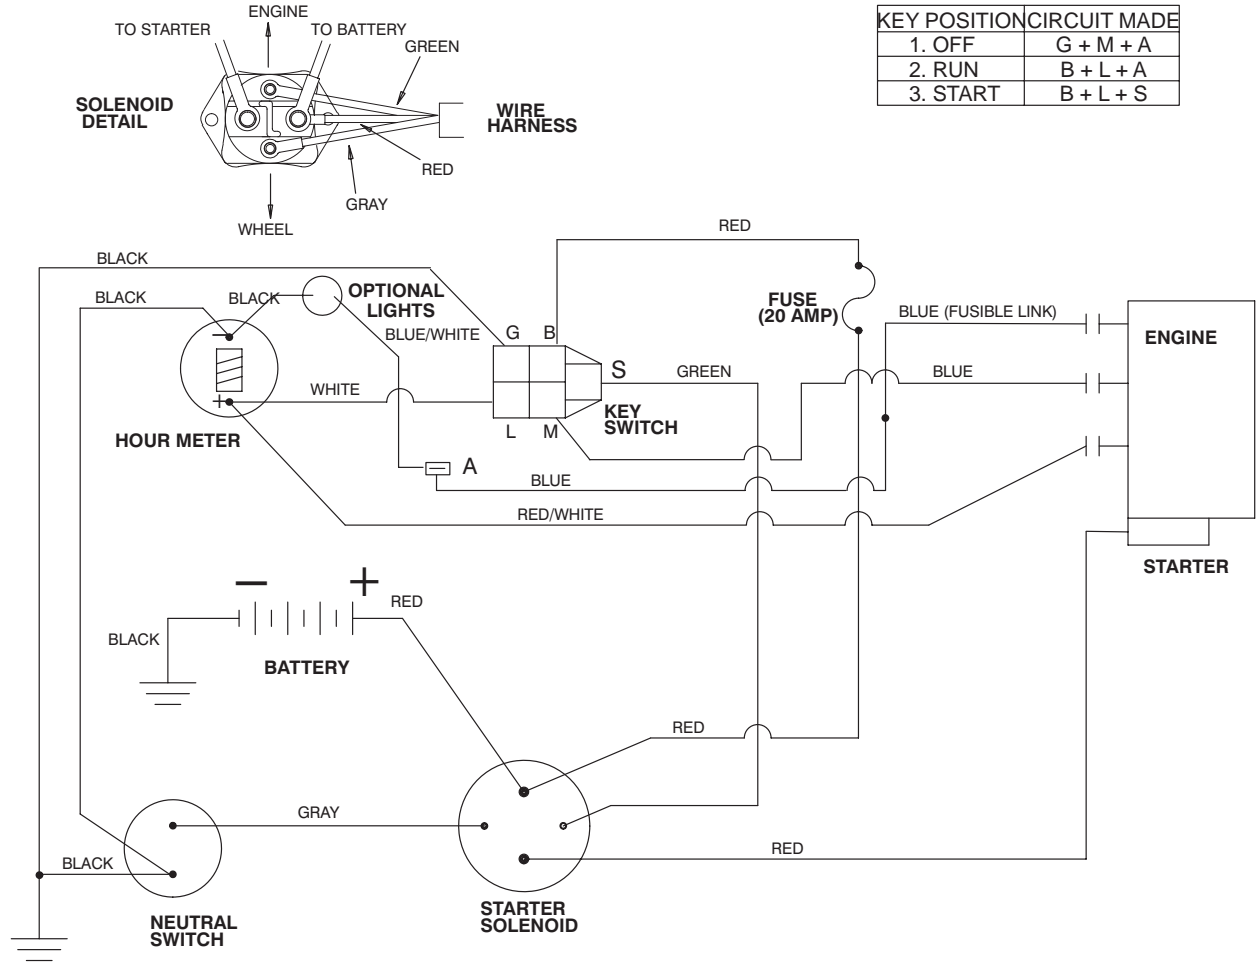 ENGINE
TO STARTER
TO BATTERY
GREEN
SOLENOID
DETAIL
WIRE
HARNESS
RED
GRAY
WHEEL
KEY POSITION CIRCUIT MADE
1. OFF G + M + A
2. RUN B + L + A
3. START B + L + S
RED
BLACK
BLACK
BLACK
OPTIONAL
LIGHTS
BLUE/WHITE
FUSE
(20 AMP)
BLUE (FUSIBLE LINK)
ENGINE
G B
S
GREEN
BLUE
WHITE
KEY
SWITCH
L M
HOUR METER
A
BLUE
RED/WHITE
STARTER
− +
RED
BLACK
BATTERY
RED
GRAY
RED
BLACK
NEUTRAL
SWITCH
STARTER
SOLENOID